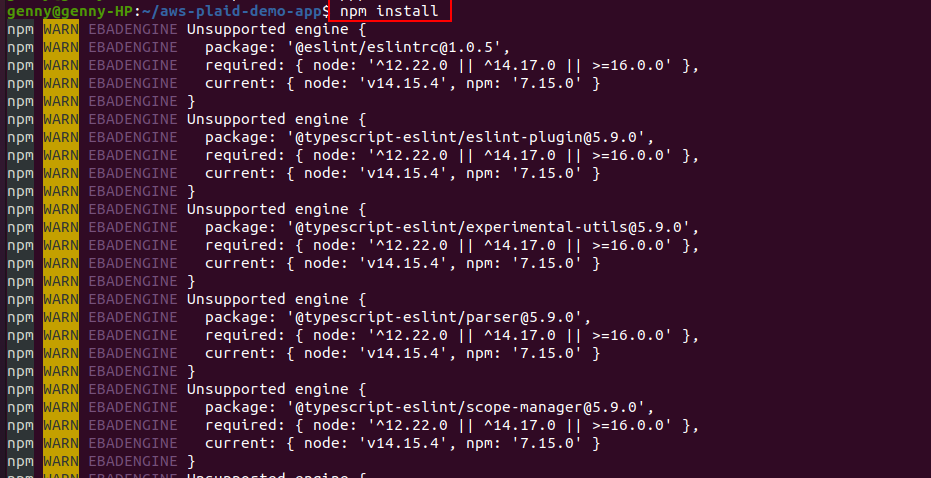 genny@genny-HP:~/aws-plaid-demo-app$ npm install
npm WARN EBADENGINE Unsupported engine {
npm WARN EBADENGINE   package: '@eslint/eslintrc@1.0.5',
npm WARN EBADENGINE   required: { node: '^12.22.0 || ^14.17.0 || >=16.0.0' },
npm WARN EBADENGINE   current: { node: 'v14.15.4', npm: '7.15.0' }
npm WARN EBADENGINE }
npm WARN EBADENGINE Unsupported engine {
npm WARN EBADENGINE   package: '@typescript-eslint/eslint-plugin@5.9.0',
npm WARN EBADENGINE   required: { node: '^12.22.0 || ^14.17.0 || >=16.0.0' },
npm WARN EBADENGINE   current: { node: 'v14.15.4', npm: '7.15.0' }
npm WARN EBADENGINE }
npm WARN EBADENGINE Unsupported engine {
npm WARN EBADENGINE   package: '@typescript-eslint/experimental-utils@5.9.0',
npm WARN EBADENGINE   required: { node: '^12.22.0 || ^14.17.0 || >=16.0.0' },
npm WARN EBADENGINE   current: { node: 'v14.15.4', npm: '7.15.0' }
npm WARN EBADENGINE }
npm WARN EBADENGINE Unsupported engine {
npm WARN EBADENGINE   package: '@typescript-eslint/parser@5.9.0',
npm WARN EBADENGINE   required: { node: '^12.22.0 || ^14.17.0 || >=16.0.0' },
npm WARN EBADENGINE   current: { node: 'v14.15.4', npm: '7.15.0' }
npm WARN EBADENGINE }
npm WARN EBADENGINE Unsupported engine {
npm WARN EBADENGINE   package: '@typescript-eslint/scope-manager@5.9.0',
npm WARN EBADENGINE   required: { node: '^12.22.0 || ^14.17.0 || >=16.0.0' },
npm WARN EBADENGINE   current: { node: 'v14.15.4', npm: '7.15.0' }
npm WARN EBADENGINE }
npm WARN EBADENGINE Unsupported engine {